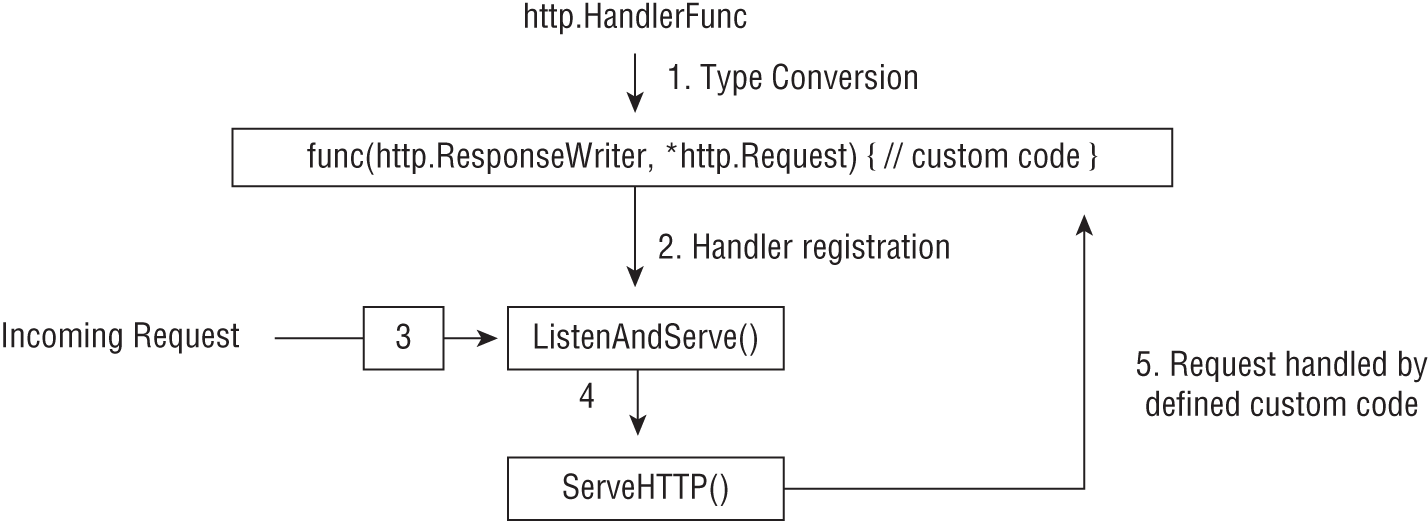 http.HandlerFunc
1. Type Conversion
func(http.ResponseWriter, *http.Request) { // custom code }
2. Handler registration
Incoming Request
3
ListenAndServe()
4
5. Request handled by
defined custom code
ServeHTTP()